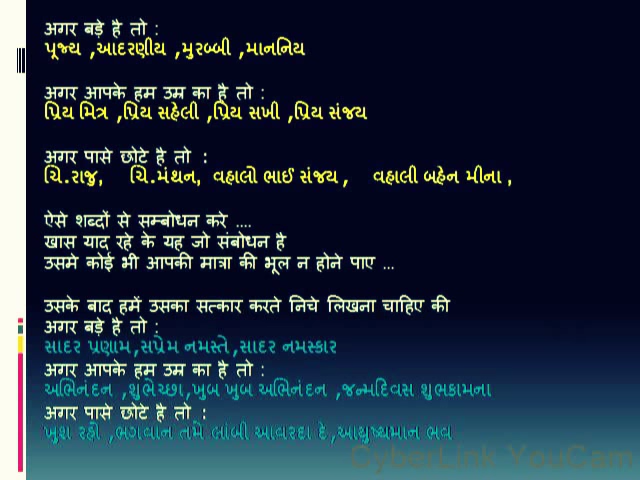 अगर बड़े है तो :
પૂજ્ય ,આદરણીય ,મુરબ્બી ,માનનિય
अगर आपके हम उम्र का है तो :
પ્રિય મિત્ર ,પ્રિય સહેલી ,પ્રિય સખી ,પ્રિય સંજય
अगर पासे छोटे है तो :
ચિ.રાજુ, ચિ.મંથન, વહાલો ભાઈ સંજય , વહાલી બહેન મીના ,
ऐसे शब्दों से सम्बोधन करे ....
खास याद रहे के यह जो संबोधन है
उसमे कोई भी आपकी मात्रा की भूल न होने पाए ...
उसके बाद हमें उसका सत्कार करते निचे लिखना चाहिए की
अगर बड़े है तो :
સાદર પ્રણામ,સપ્રેમ નમસ્તે,સાદર નમસ્કાર
अगर आपके हम उम्र का है तो :
અભિનંદન ,શુભેચ્છા,ખુબ ખુબ અભિનંદન ,જન્મદિવસ શુભકામના
अगर पासे छोटे है तो :
ખુશ રહો ,ભગવાન તમે લાંબી આવરદા દે,આયુષ્યમાન ભવ
CyberLink YouCam